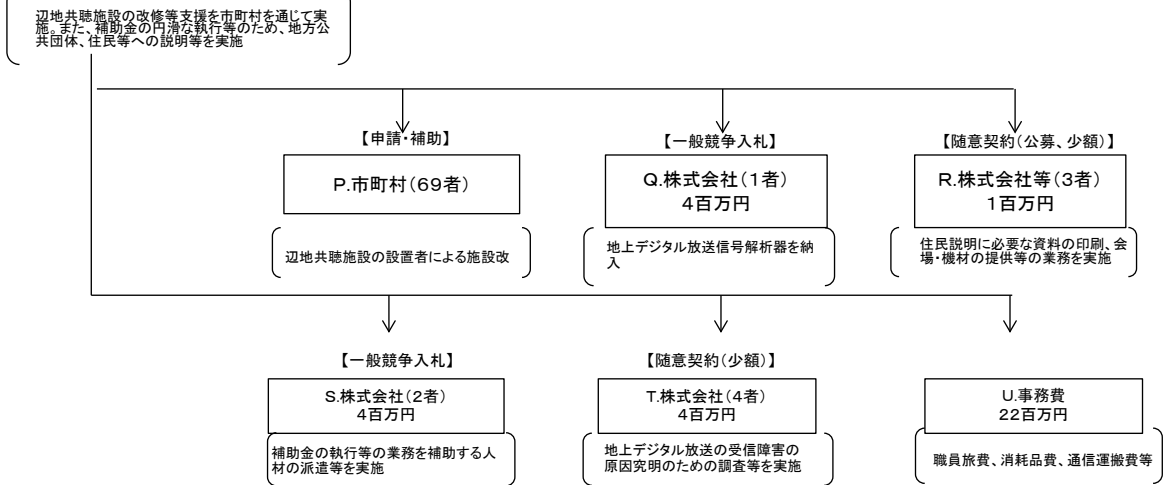 辺地共聴施設の改修等支援を市町村を通じて実
施。また、補助金の円滑な執行等のため、地方公
共団体、住民等への説明等を実施
【申請・補助】
P.市町村(69者)
辺地共聴施設の設置者による施設改
【一般競争入札】
Q.株式会社(1者)
4百万円
地上デジタル放送信号解析器を納
入
【随意契約(公募、少額)】
R.株式会社等(3者)
1百万円
住民説明に必要な資料の印刷、会
場・機材の提供等の業務を実施
【一般競争入札】
S.株式会社(2者)
4百万円
補助金の執行等の業務を補助する人
材の派遣等を実施
【随意契約(少額)】
T.株式会社(4者)
4百万円
地上デジタル放送の受信障害の
原因究明のための調査等を実施
U.事務費
22百万円
職員旅費、消耗品費、通信運搬費等